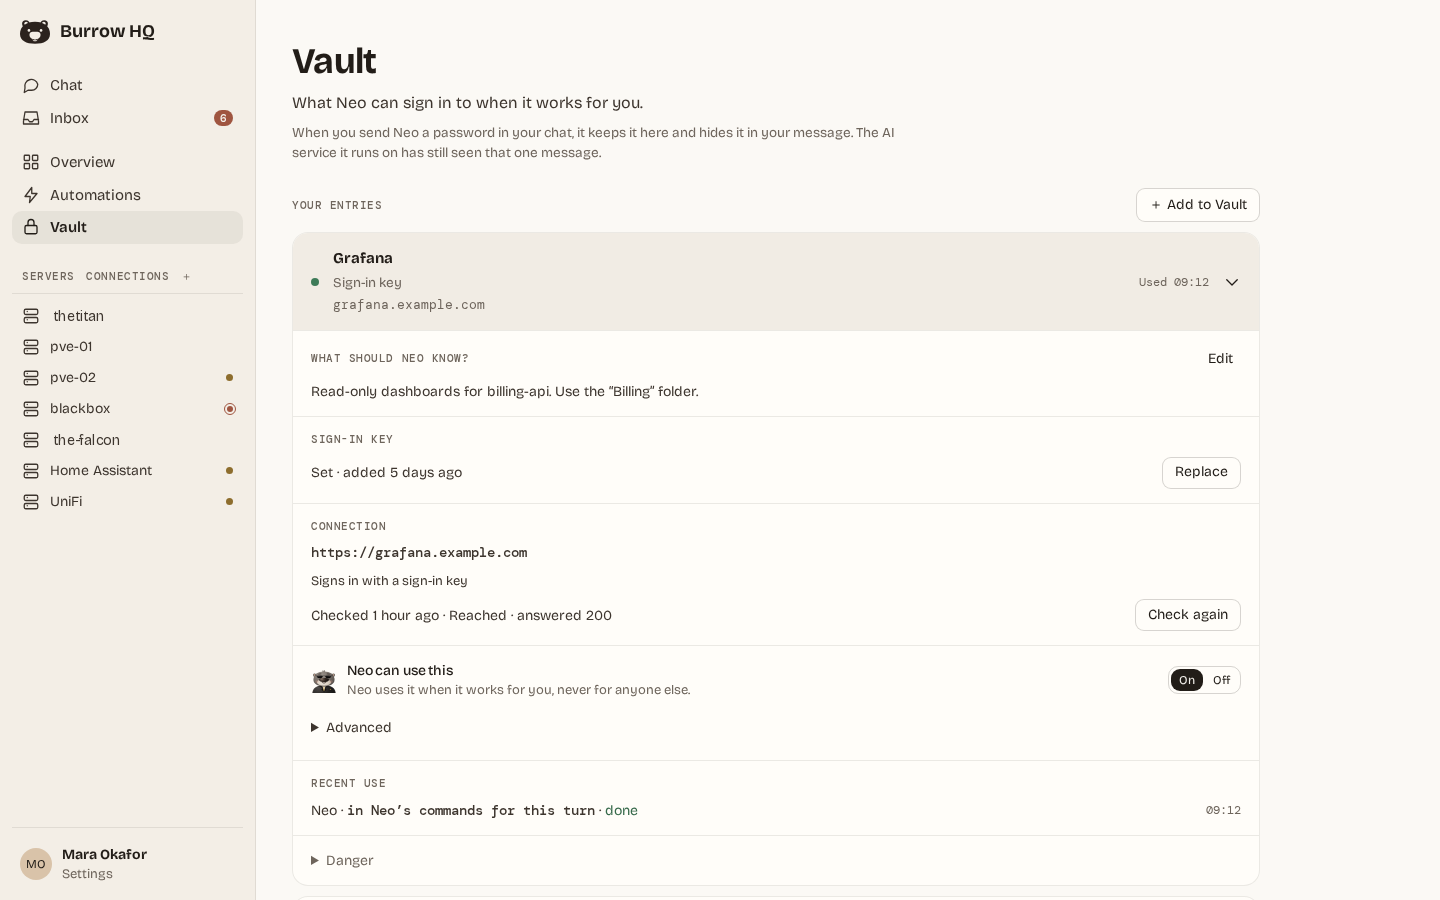 Burrow HQ
Chat
Inbox
6
Overview
Automations
Vault
SERVERS CONNECTIONS +
thetitan
pve-01
pve-02
blackbox
the-falcon
Home Assistant
UniFi
MO
Mara Okafor
Settings
Vault
What Neo can sign in to when it works for you.
When you send Neo a password in your chat, it keeps it here and hides it in your message. The AI
service it runs on has still seen that one message.
YOUR ENTRIES
+ Add to Vault
Grafana
Sign-in key
grafana.example.com
Used 09:12
WHAT SHOULD NEO KNOW?
Edit
Read-only dashboards for billing-api. Use the “Billing” folder.
SIGN-IN KEY
Set · added 5 days ago
Replace
CONNECTION
https://grafana.example.com
Signs in with a sign-in key
Checked 1 hour ago · Reached · answered 200
Check again
Neo can use this
Neo uses it when it works for you, never for anyone else.
On Off
Advanced
RECENT USE
Neo · in Neo’s commands for this turn · done
09:12
Danger